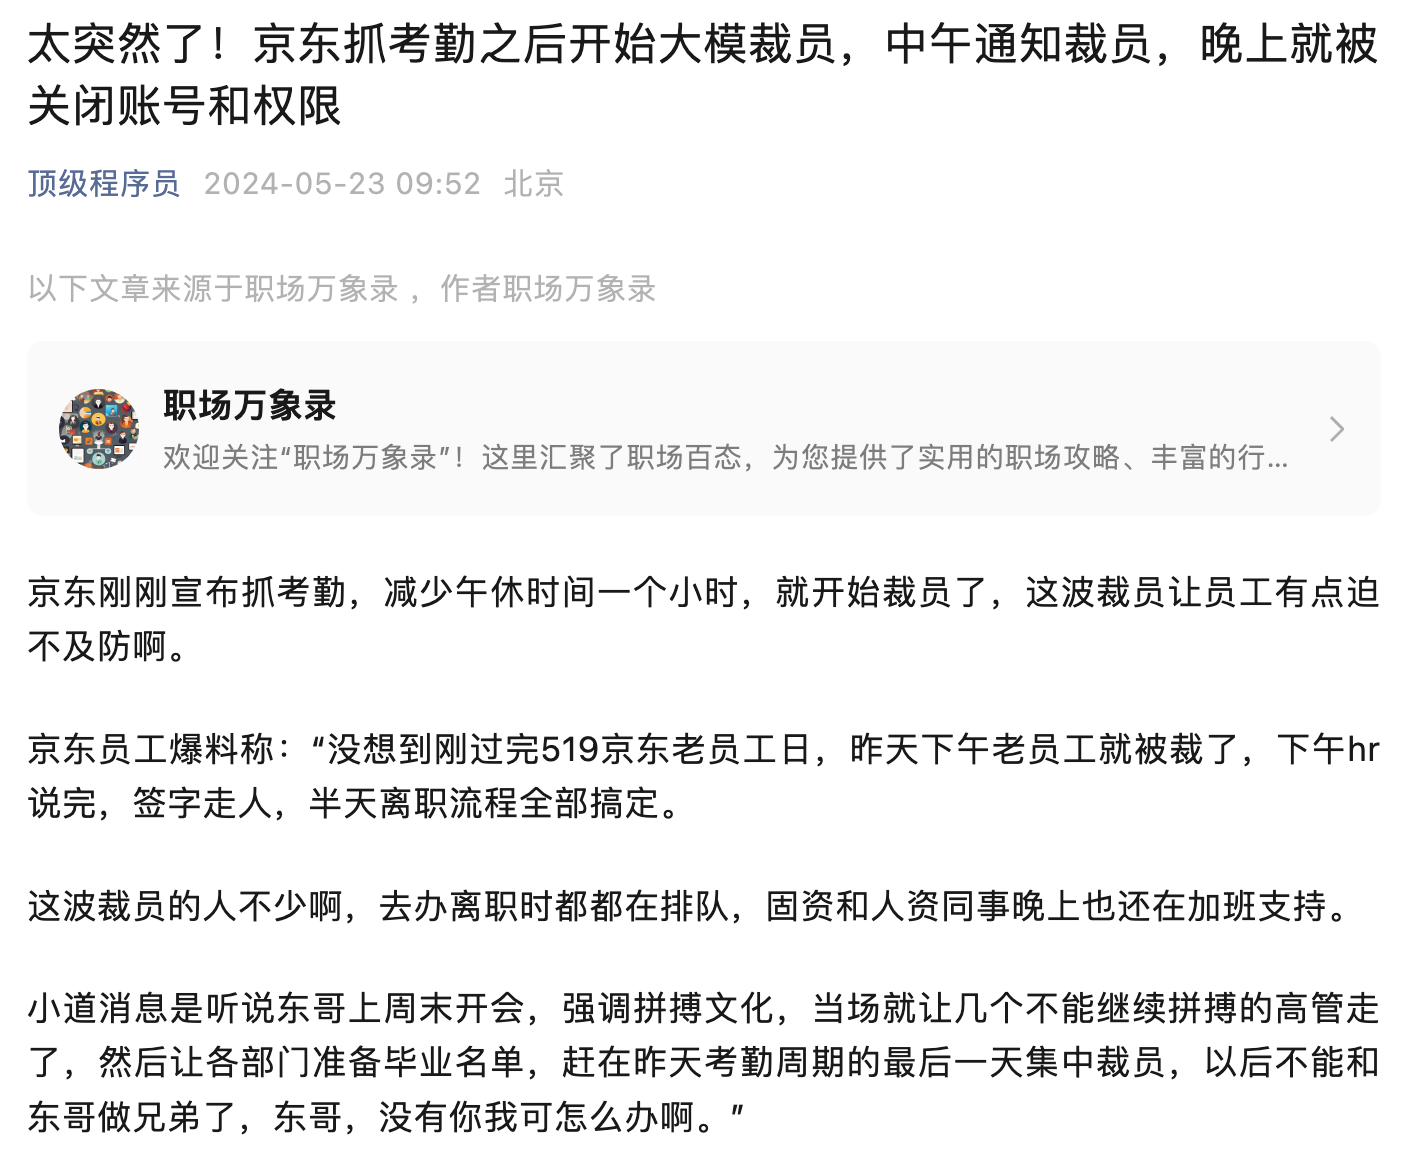 太突然了！京东抓考勤之后开始大模裁员，中午通知裁员，晚上就被
关闭账号和权限
顶级程序员 2024-05-23 09:52 北京
以下文章来源于职场万象录 ，作者职场万象录
职场万象录
欢迎关注“职场万象录”！这里汇聚了职场百态，为您提供了实用的职场攻略、丰富的行...
京东刚刚宣布抓考勤，减少午休时间一个小时，就开始裁员了，这波裁员让员工有点迫
不及防啊。
京东员工爆料称：“没想到刚过完519京东老员工日，昨天下午老员工就被裁了，下午hr
说完，签字走人，半天离职流程全部搞定。
这波裁员的人不少啊，去办离职时都都在排队，固资和人资同事晚上也还在加班支持。
小道消息是听说东哥上周末开会，强调拼搏文化，当场就让几个不能继续拼搏的高管走
了，然后让各部门准备毕业名单，赶在昨天考勤周期的最后一天集中裁员，以后不能和
东哥做兄弟了，东哥，没有你我可怎么办啊。”